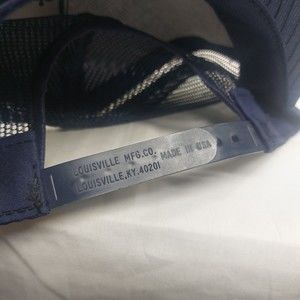 LOUISVILLE MFG.CO.
LOUISVILLE, KY. 40201
MADE IN USA